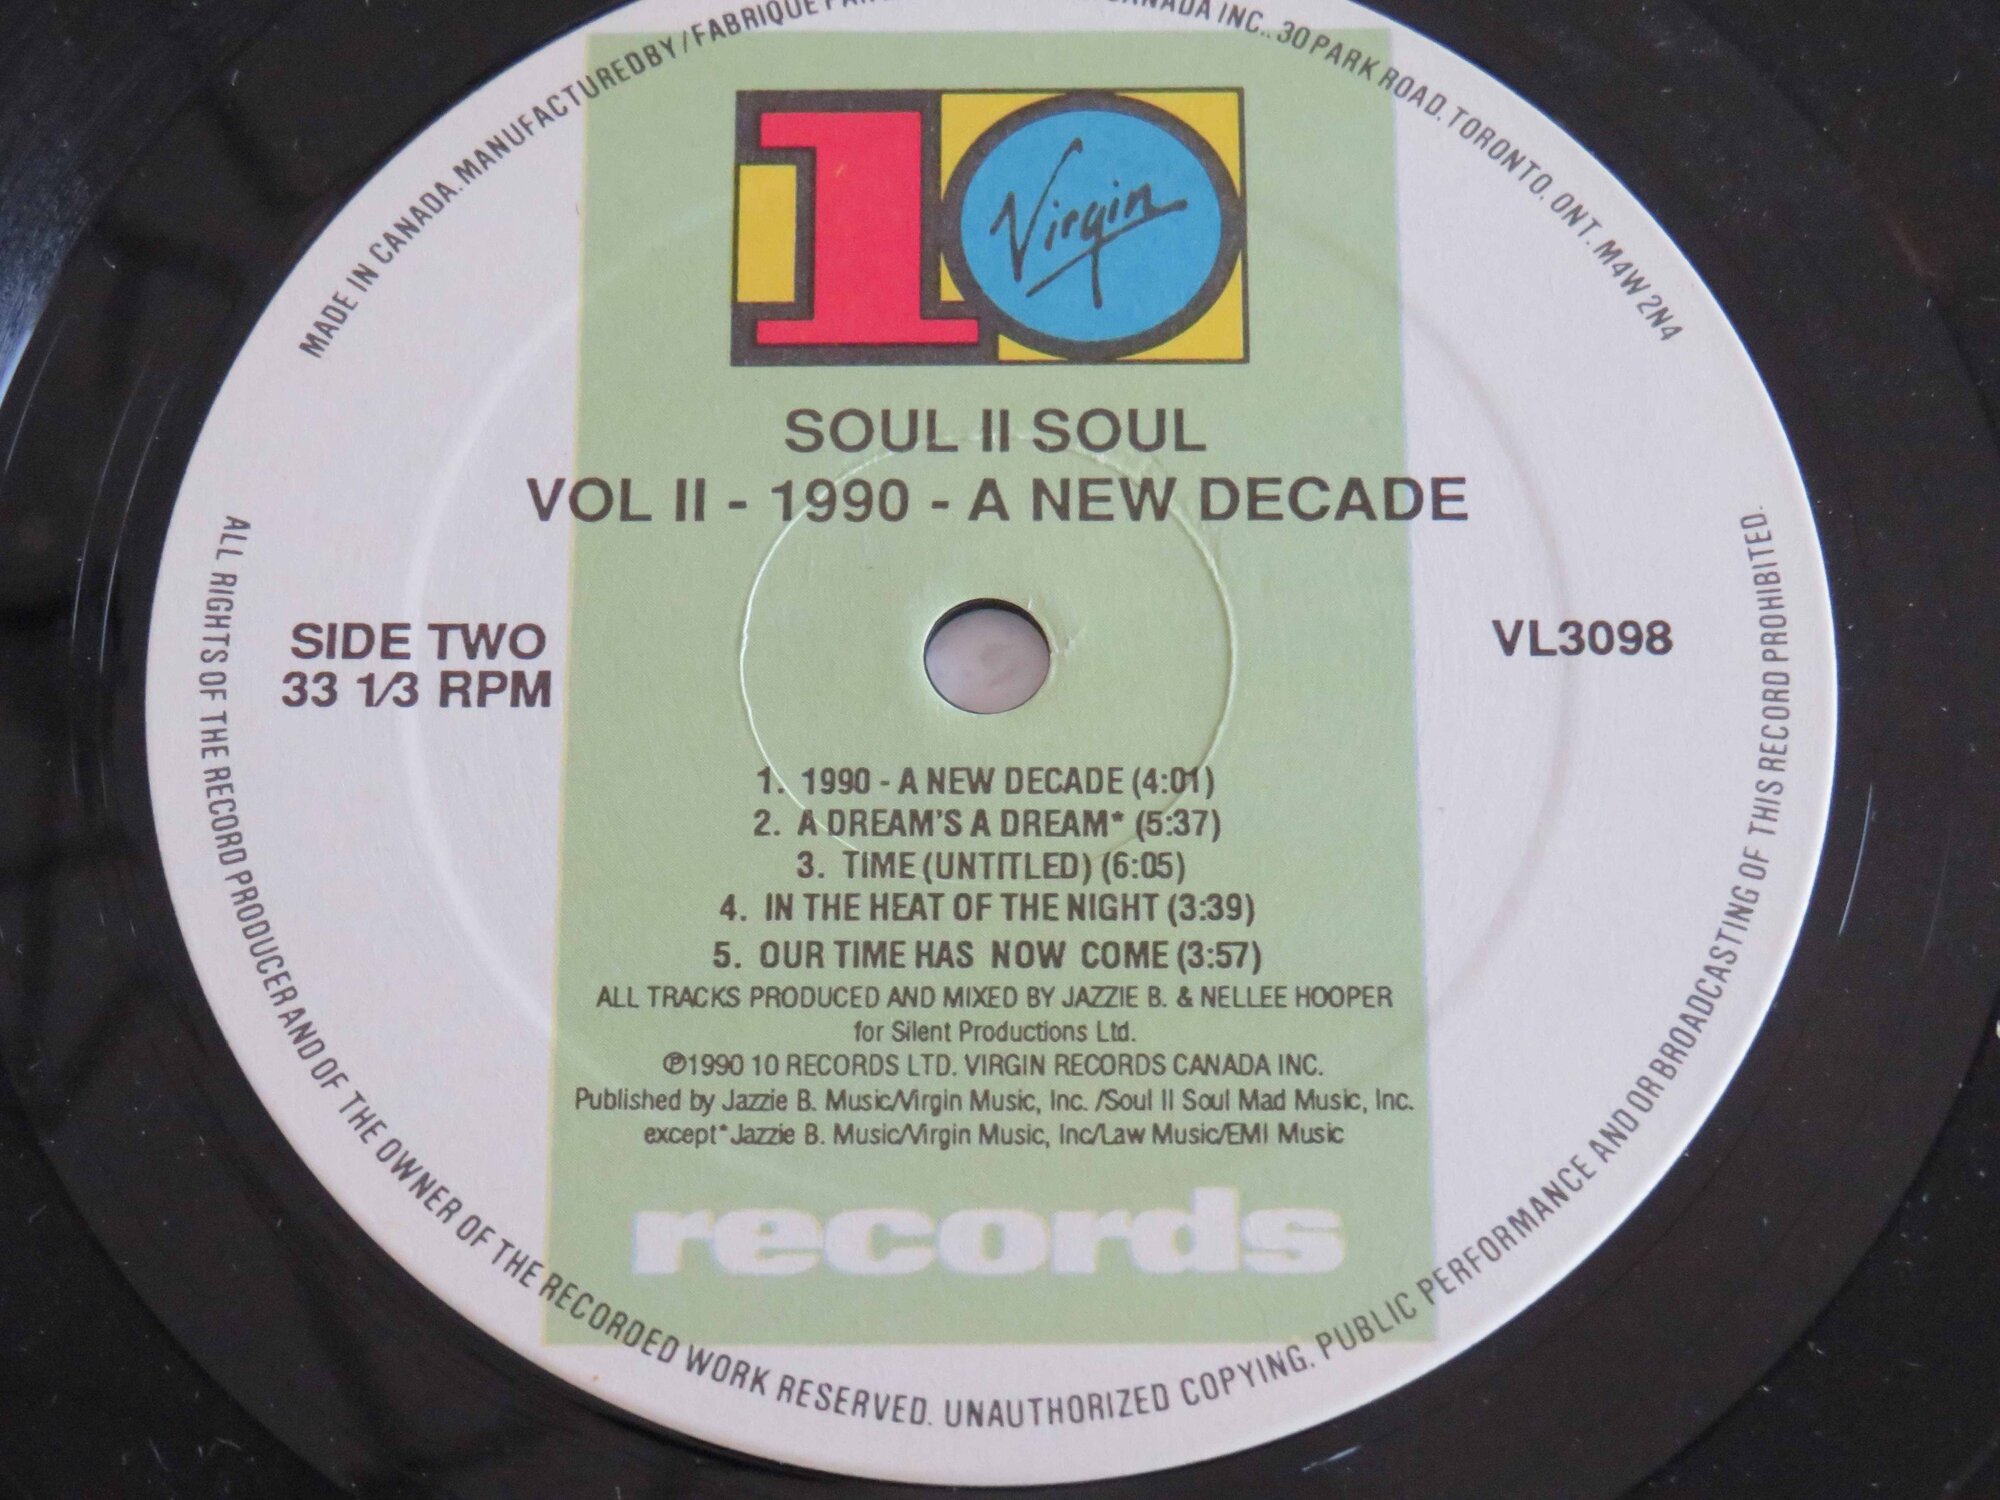 MADE IN CANADA. MANUFACTURED BY / FABRIQUE CANADA INC.. 30 PARK ROAD. TORONTO. ONT. M4W 2N4
10
Virgin
SOUL II SOUL
VOL II - 1990 - A NEW DECADE
SIDE TWO
33 1/3 RPM
VL3098
1. 1990 - A NEW DECADE (4:01)
2. A DREAM'S A DREAM* (5:37)
3. TIME (UNTITLED) (6:05)
4. IN THE HEAT OF THE NIGHT (3:39)
5. OUR TIME HAS NOW COME (3:57)
ALL TRACKS PRODUCED AND MIXED BY JAZZIE B. & NELLEE HOOPER
for Silent Productions Ltd.
℗1990 10 RECORDS LTD. VIRGIN RECORDS CANADA INC.
Published by Jazzie B. Music/Virgin Music, Inc. /Soul II Soul Mad Music, Inc.
except* Jazzie B. Music/Virgin Music, Inc/Law Music/EMI Music
records
ALL RIGHTS OF THE RECORD PRODUCER AND OF THE OWNER OF THE RECORDED WORK RESERVED. UNAUTHORIZED COPYING. PUBLIC PERFORMANCE AND OR BROADCASTING OF THIS RECORD PROHIBITED.